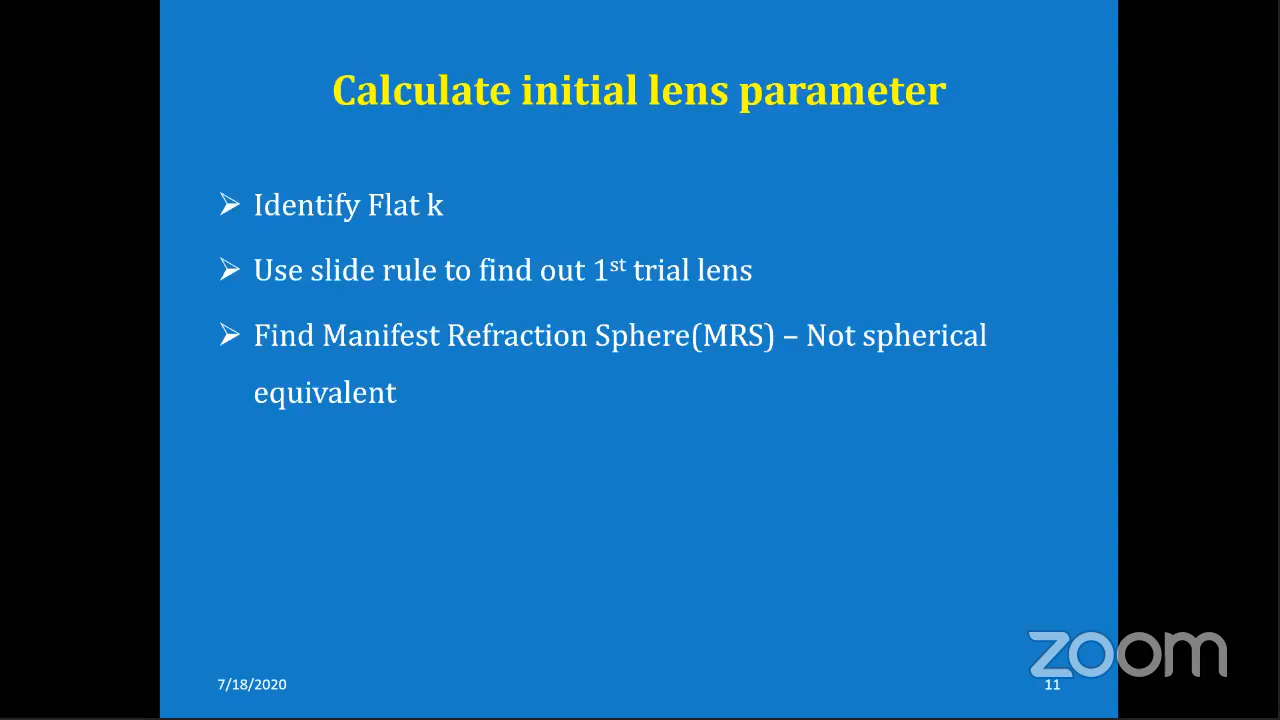 Calculate initial lens parameter
➢ Identify Flat k
➢ Use slide rule to find out 1st trial lens
➢ Find Manifest Refraction Sphere(MRS) – Not spherical
equivalent
zoom
7/18/2020
11